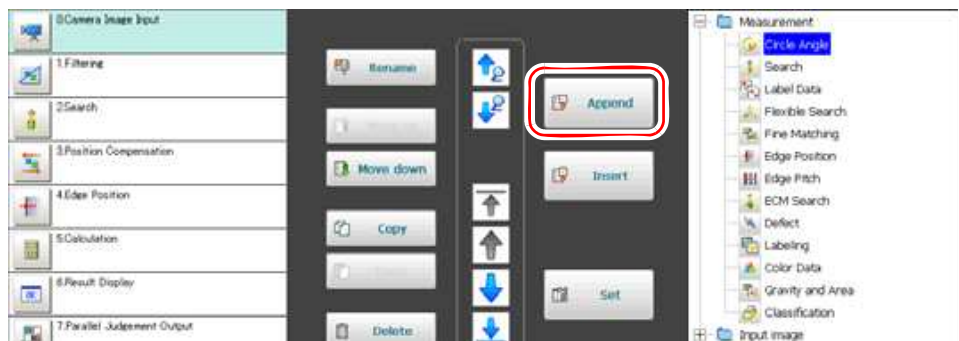 0.Camera Image Input
1.Filtering
2.Search
3.Position Compensation
4.Edge Position
5.Calculation
6.Result Display
7.Parallel Judgement Output
Rename
Move down
Copy
Delete
Append
Insert
Set
Measurement
Circle Angle
Search
Label Data
Flexible Search
Fine Matching
Edge Position
Edge Pitch
ECM Search
Defect
Labeling
Color Data
Gravity and Area
Classification
Input image